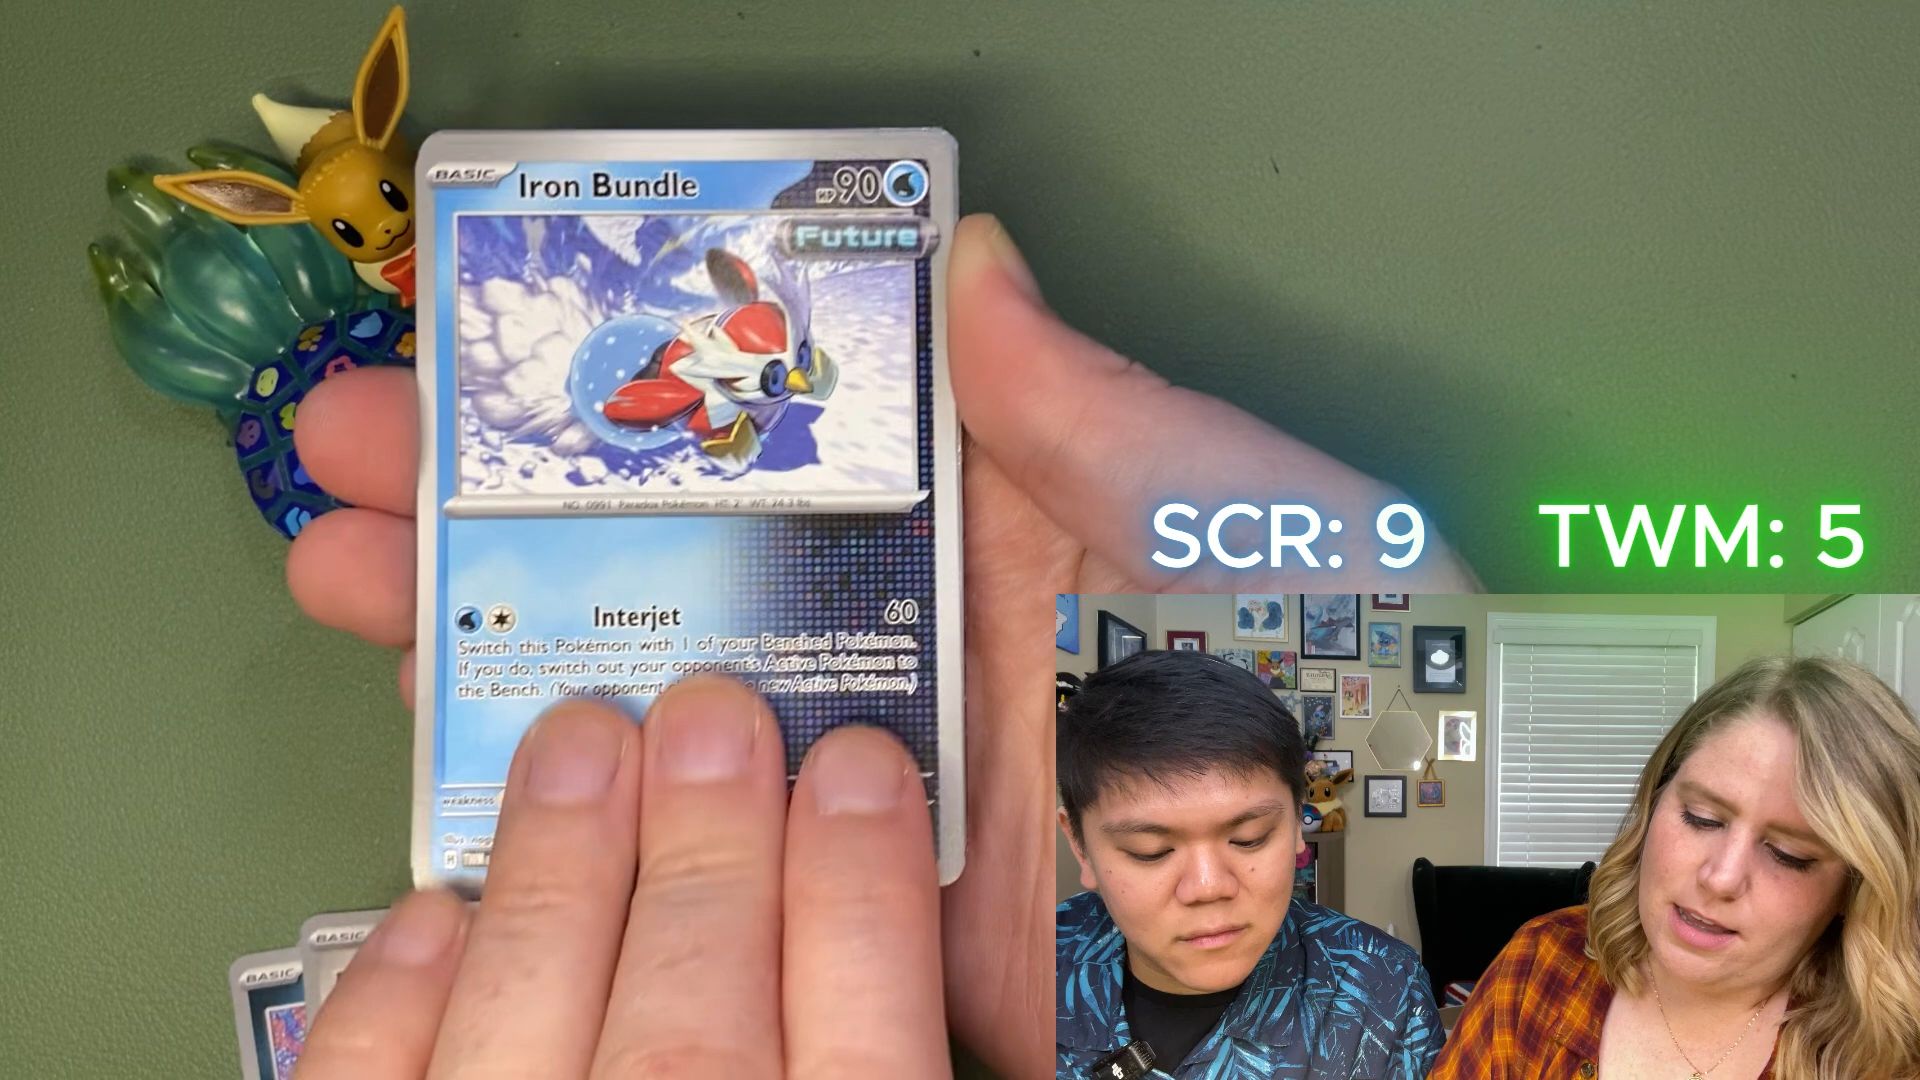 BASIC Iron Bundle HP 90
Future
NO. 0991 Paradox Pokémon HT: 2' WT: 24.3 lbs.
Interjet 60
Switch this Pokémon with 1 of your Benched Pokémon.
If you do, switch out your opponent's Active Pokémon to
the Bench. (Your opponent new Active Pokémon.)
weakness
Illus.
H TWM
BASIC
BASIC
SCR: 9 TWM: 5